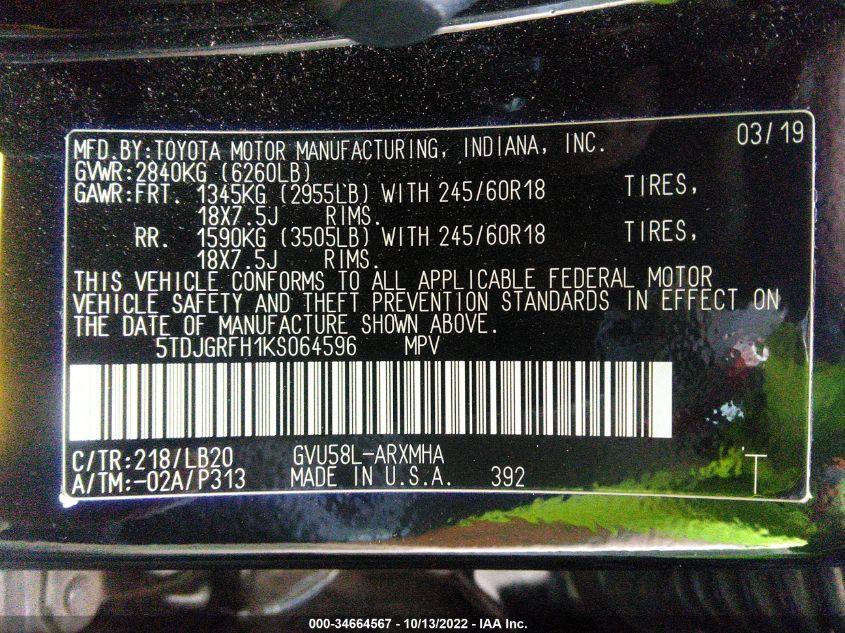 MFD.BY:TOYOTA MOTOR MANUFACTURING, INDIANA, INC. 03/19
GVWR:2840KG (6260LB)
GAWR:FRT. 1345KG (2955LB) WITH 245/60R18 TIRES,
18X7.5J RIMS.
RR. 1590KG (3505LB) WITH 245/60R18 TIRES,
18X7.5J RIMS.
THIS VEHICLE CONFORMS TO ALL APPLICABLE FEDERAL MOTOR
VEHICLE SAFETY AND THEFT PREVENTION STANDARDS IN EFFECT ON
THE DATE OF MANUFACTURE SHOWN ABOVE.
5TDJGRFH1KS064596 MPV
C/TR:218/LB20 GVU58L-ARXMHA
A/TM:-02A/P313 MADE IN U.S.A. 392 T
000-34664567 - 10/13/2022 - IAA Inc.